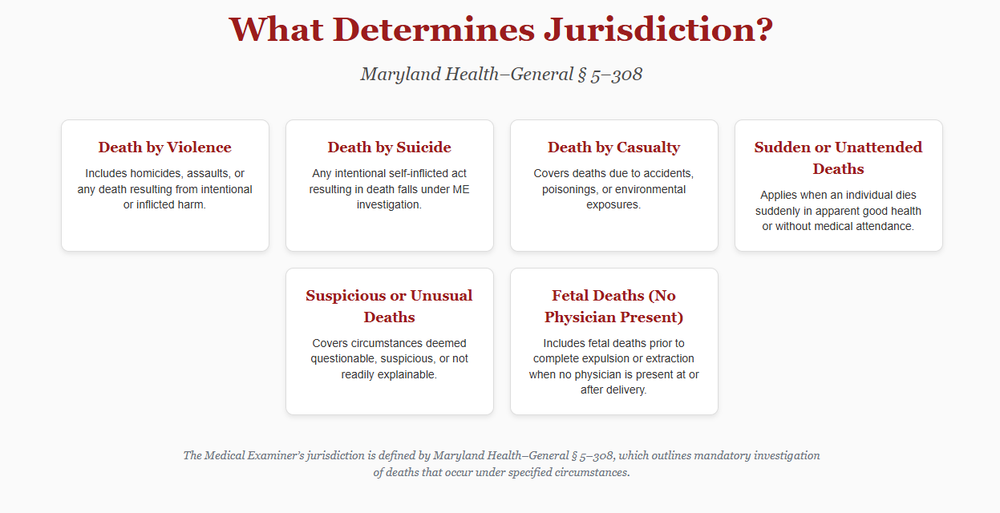 What Determines Jurisdiction?
Maryland Health–General § 5–308
Death by Violence
Includes homicides, assaults, or
any death resulting from intentional
or inflicted harm.
Death by Suicide
Any intentional self-inflicted act
resulting in death falls under ME
investigation.
Death by Casualty
Covers deaths due to accidents,
poisonings, or environmental
exposures.
Sudden or Unattended
Deaths
Applies when an individual dies
suddenly in apparent good health
or without medical attendance.
Suspicious or Unusual
Deaths
Covers circumstances deemed
questionable, suspicious, or not
readily explainable.
Fetal Deaths (No
Physician Present)
Includes fetal deaths prior to
complete expulsion or extraction
when no physician is present at or
after delivery.
The Medical Examiner’s jurisdiction is defined by Maryland Health–General § 5–308, which outlines mandatory investigation
of deaths that occur under specified circumstances.